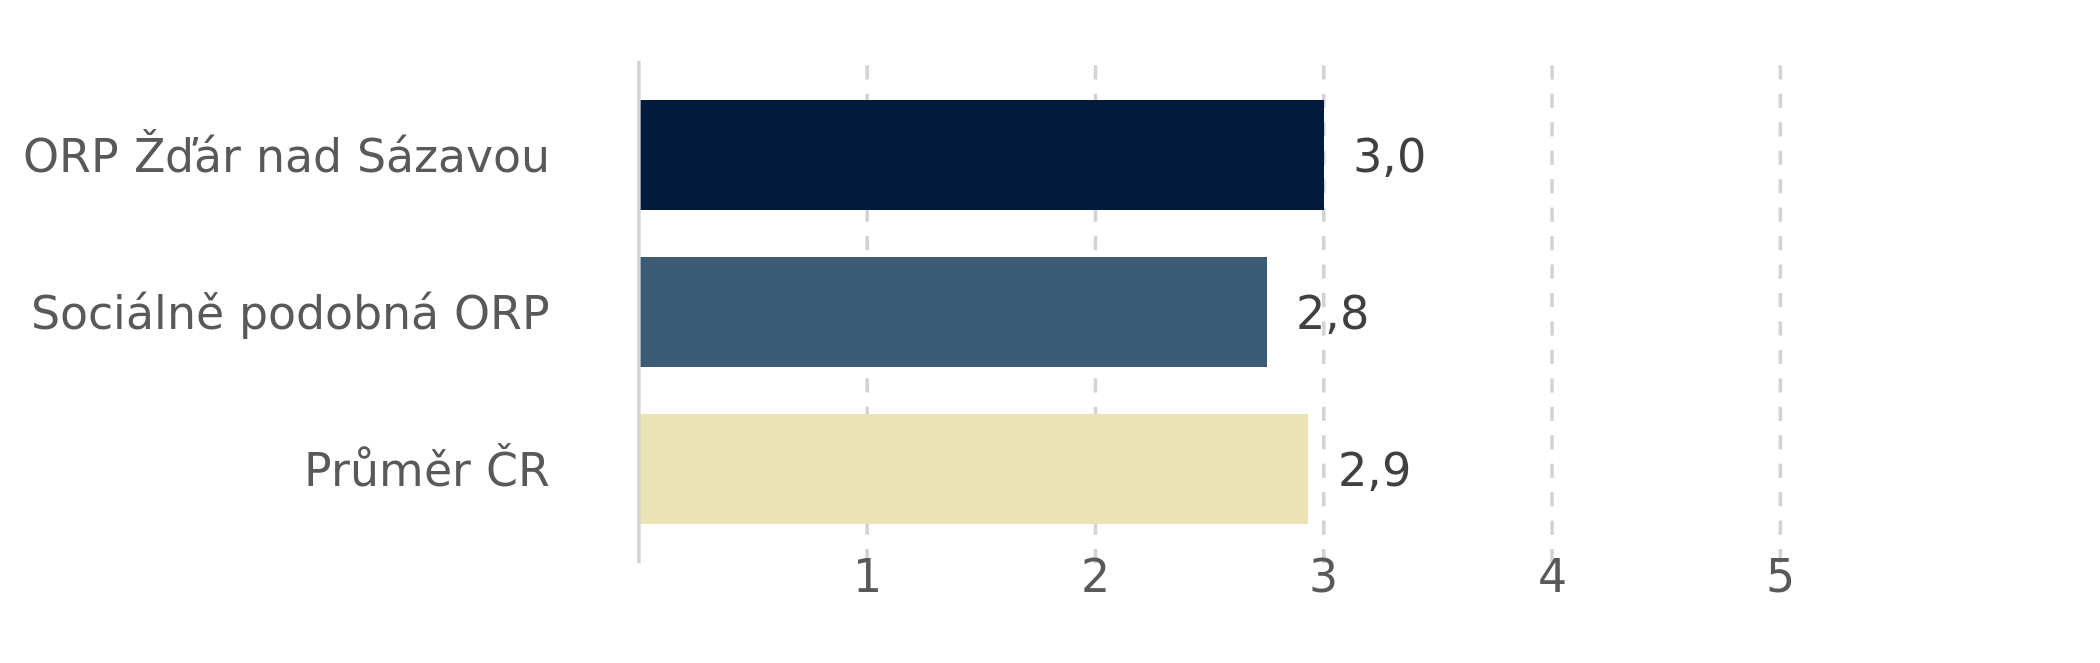 ORP Žďár nad Sázavou
3,0
Sociálně podobná ORP
2,8
Průměr ČR
2,9
1 2 3 4 5